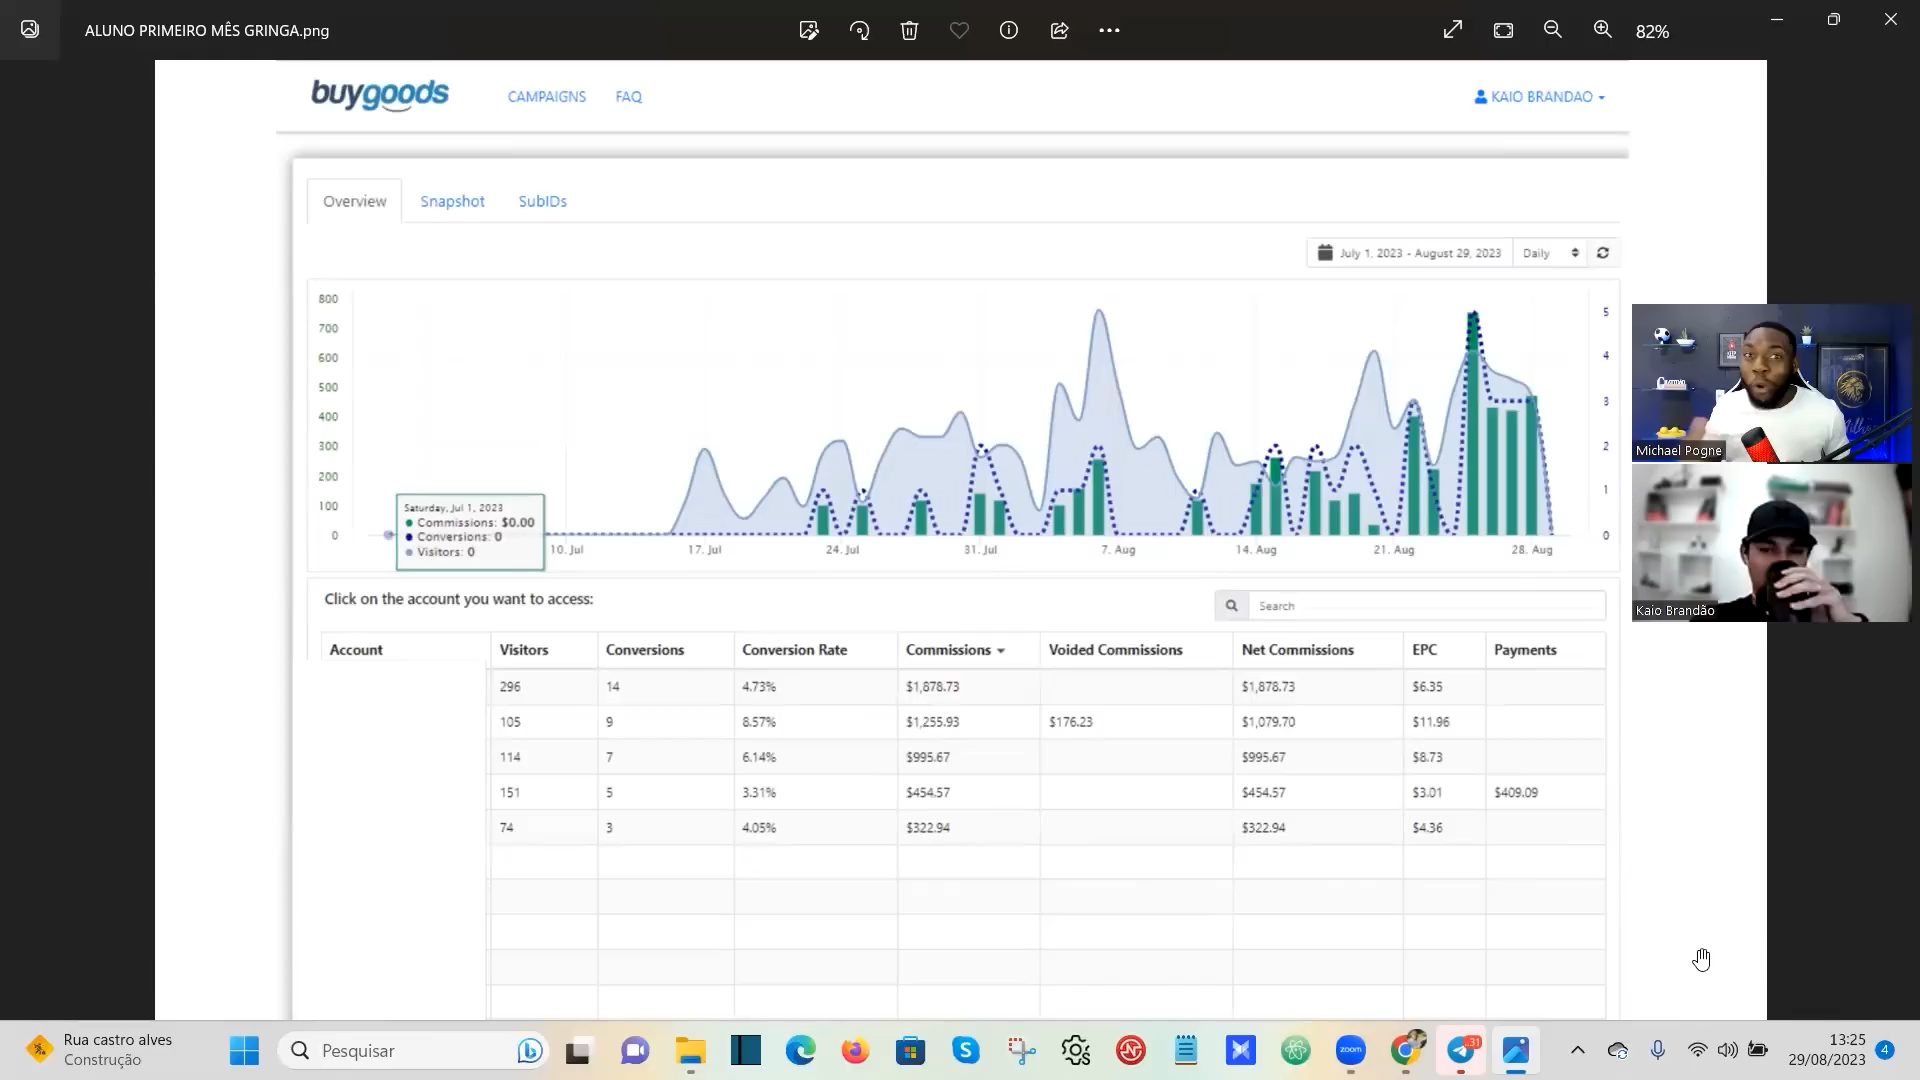 ALUNO PRIMEIRO MÊS GRINGA.png
82%
buygoods
CAMPAIGNS
FAQ
KAIO BRANDAO
Overview
Snapshot
SubIDs
July 1, 2023 - August 29, 2023
Daily
800
700
600
500
400
300
200
100
0
5
4
3
2
1
0
Saturday, Jul 1, 2023
Commissions: $0.00
Conversions: 0
Visitors: 0
10. Jul
17. Jul
24. Jul
31. Jul
7. Aug
14. Aug
21. Aug
28. Aug
Michael Pogne
Kaio Brandão
Click on the account you want to access:
Search
Account Visitors Conversions Conversion Rate Commissions Voided Commissions Net Commissions EPC Payments
296 14 4.73% $1,878.73 $1,878.73 $6.35
105 9 8.57% $1,255.93 $176.23 $1,079.70 $11.96
114 7 6.14% $995.67 $995.67 $8.73
151 5 3.31% $454.57 $454.57 $3.01 $409.09
74 3 4.05% $322.94 $322.94 $4.36
Rua castro alves
Construção
Pesquisar
zoom
31
13:25
29/08/2023
4